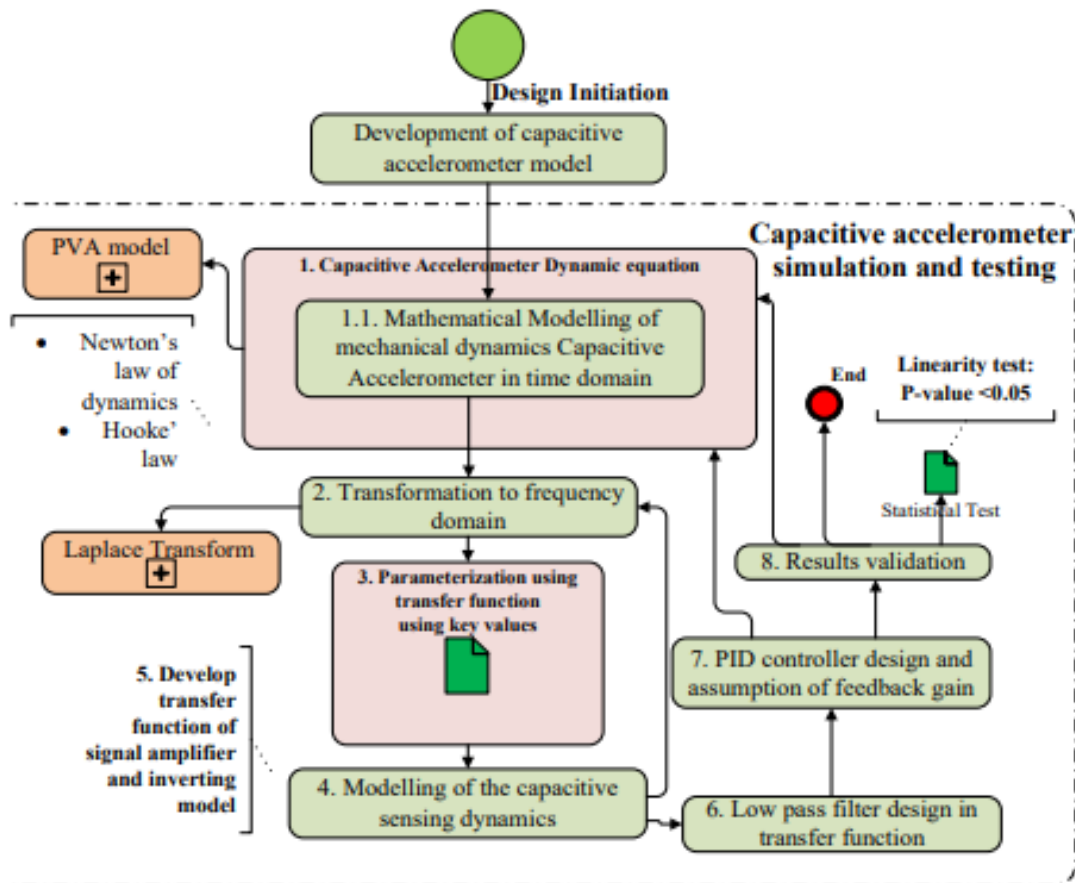 Design Initiation
Development of capacitive
accelerometer model
Capacitive accelerometer
simulation and testing
PVA model
1. Capacitive Accelerometer Dynamic equation
1.1. Mathematical Modelling of
mechanical dynamics Capacitive
Accelerometer in time domain
• Newton's
law of
dynamics
• Hooke'
law
End
Linearity test:
P-value <0.05
Statistical Test
2. Transformation to frequency
domain
Laplace Transform
8. Results validation
3. Parameterization using
transfer function
using key values
7. PID controller design and
assumption of feedback gain
5. Develop
transfer
function of
signal amplifier
and inverting
model
4. Modelling of the capacitive
sensing dynamics
6. Low pass filter design in
transfer function